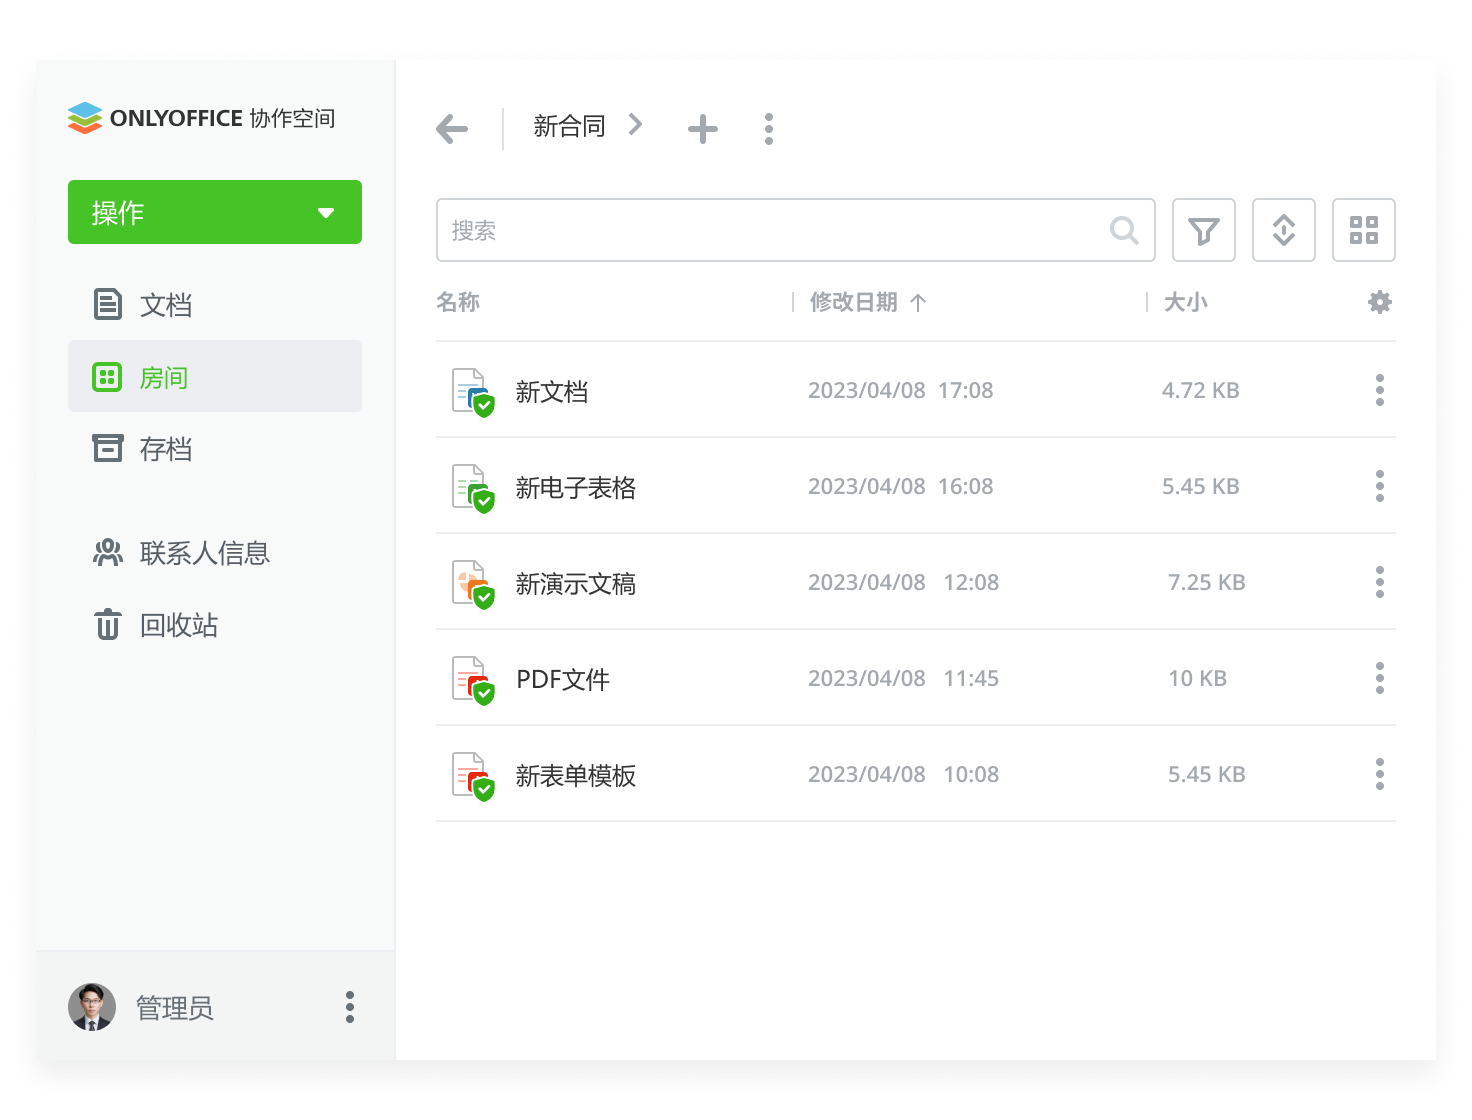 ONLYOFFICE 协作空间
操作
文档
房间
存档
联系人信息
回收站
管理员
新合同
搜索
名称 修改日期 大小
新文档 2023/04/08 17:08 4.72 KB
新电子表格 2023/04/08 16:08 5.45 KB
新演示文稿 2023/04/08 12:08 7.25 KB
PDF文件 2023/04/08 11:45 10 KB
新表单模板 2023/04/08 10:08 5.45 KB